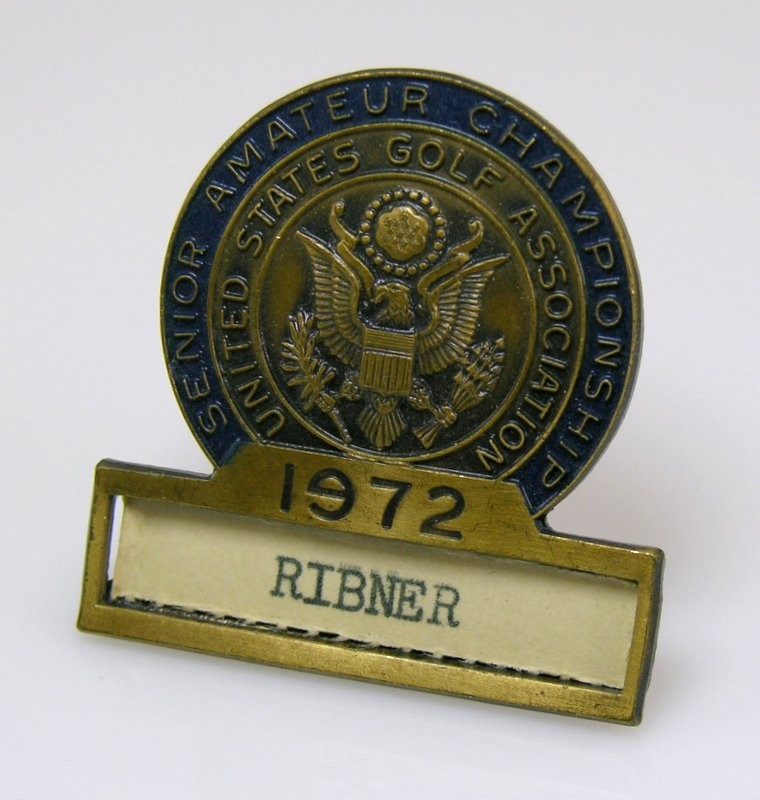 SENIOR AMATEUR CHAMPIONSHIP
UNITED STATES GOLF ASSOCIATION
1972
RIBNER